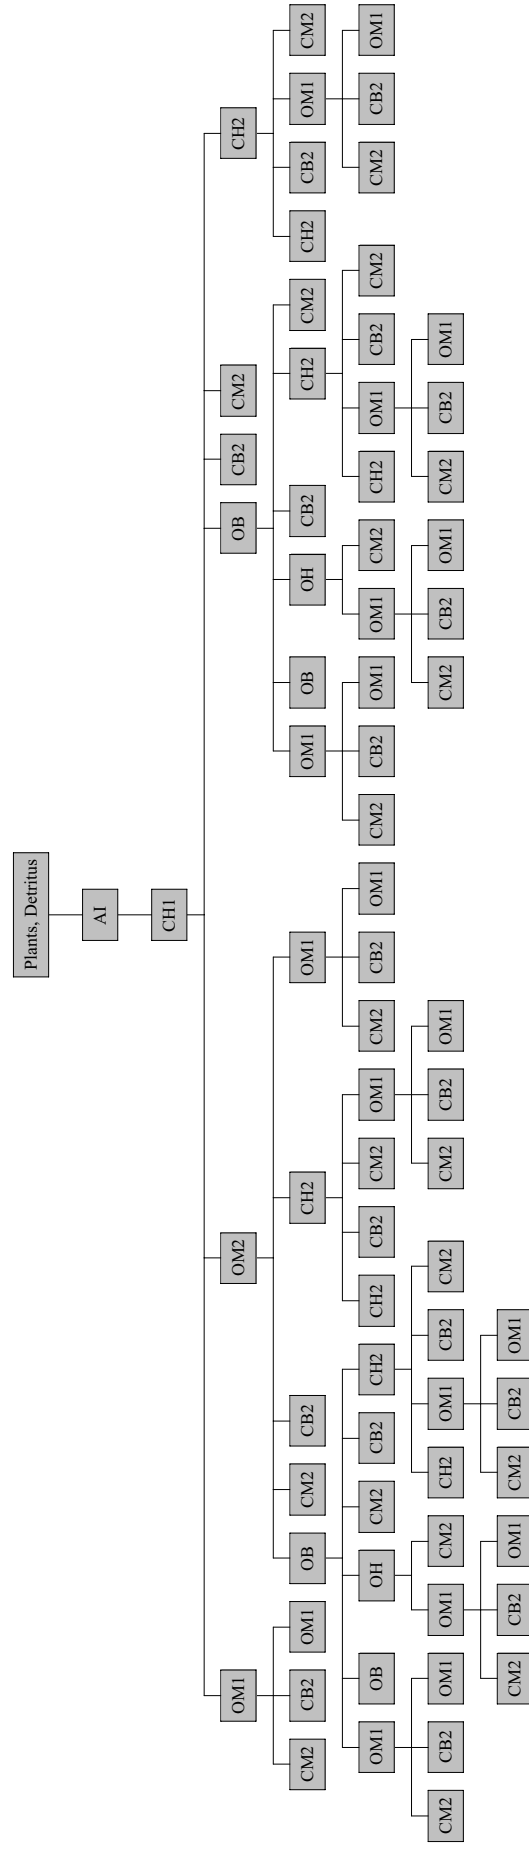 Plants, Detritus
AI
CH1
OM1 OM2 OB CB2 CM2 CH2
CM2 CB2 OM1 OB CM2 CB2 CH2 OM1 OM1 OB OH CB2 CH2 CM2 CH2 CB2 OM1 CM2
OM1 OB OH CM2 CB2 CH2 CH2 CB2 CM2 OM1 CM2 CB2 OM1 CM2 CB2 OM1 OM1 CM2 CH2 OM1 CB2 CM2 CM2 CB2 OM1
CM2 CB2 OM1 OM1 CM2 CH2 OM1 CB2 CM2 CM2 CB2 OM1 CM2 CB2 OM1 CM2 CB2 OM1
CM2 CB2 OM1 CM2 CB2 OM1